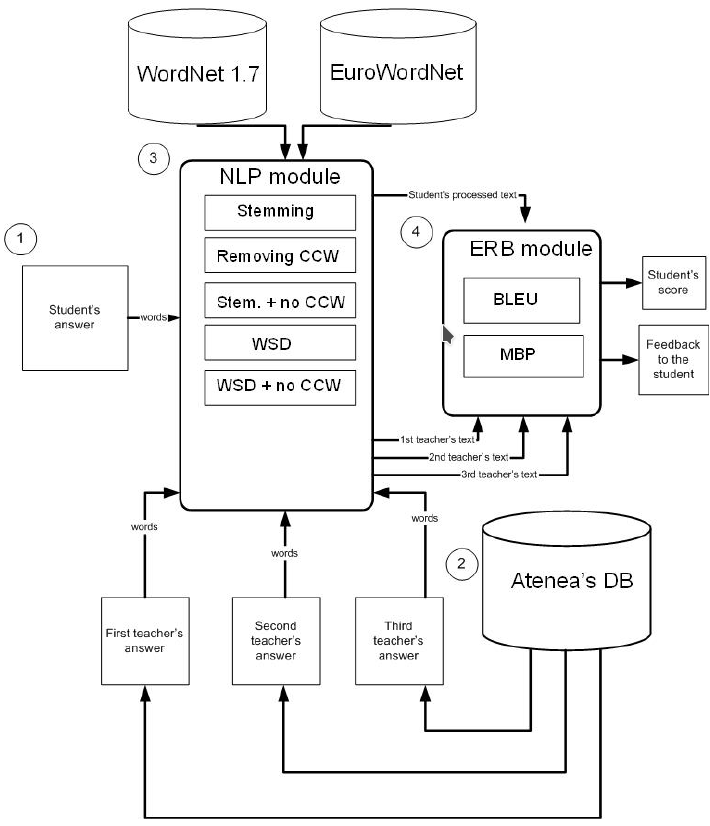 WordNet 1.7
EuroWordNet
3
NLP module
Stemming
Removing CCW
Stem. + no CCW
WSD
WSD + no CCW
Student's processed text
1
Student's
answer
words
4
ERB module
BLEU
MBP
Student's
score
Feedback
to the
student
1st teacher's text
2nd teacher's text
3rd teacher's text
words
words
words
2
Atenea's DB
First teacher's
answer
Second
teacher's
answer
Third
teacher's
answer